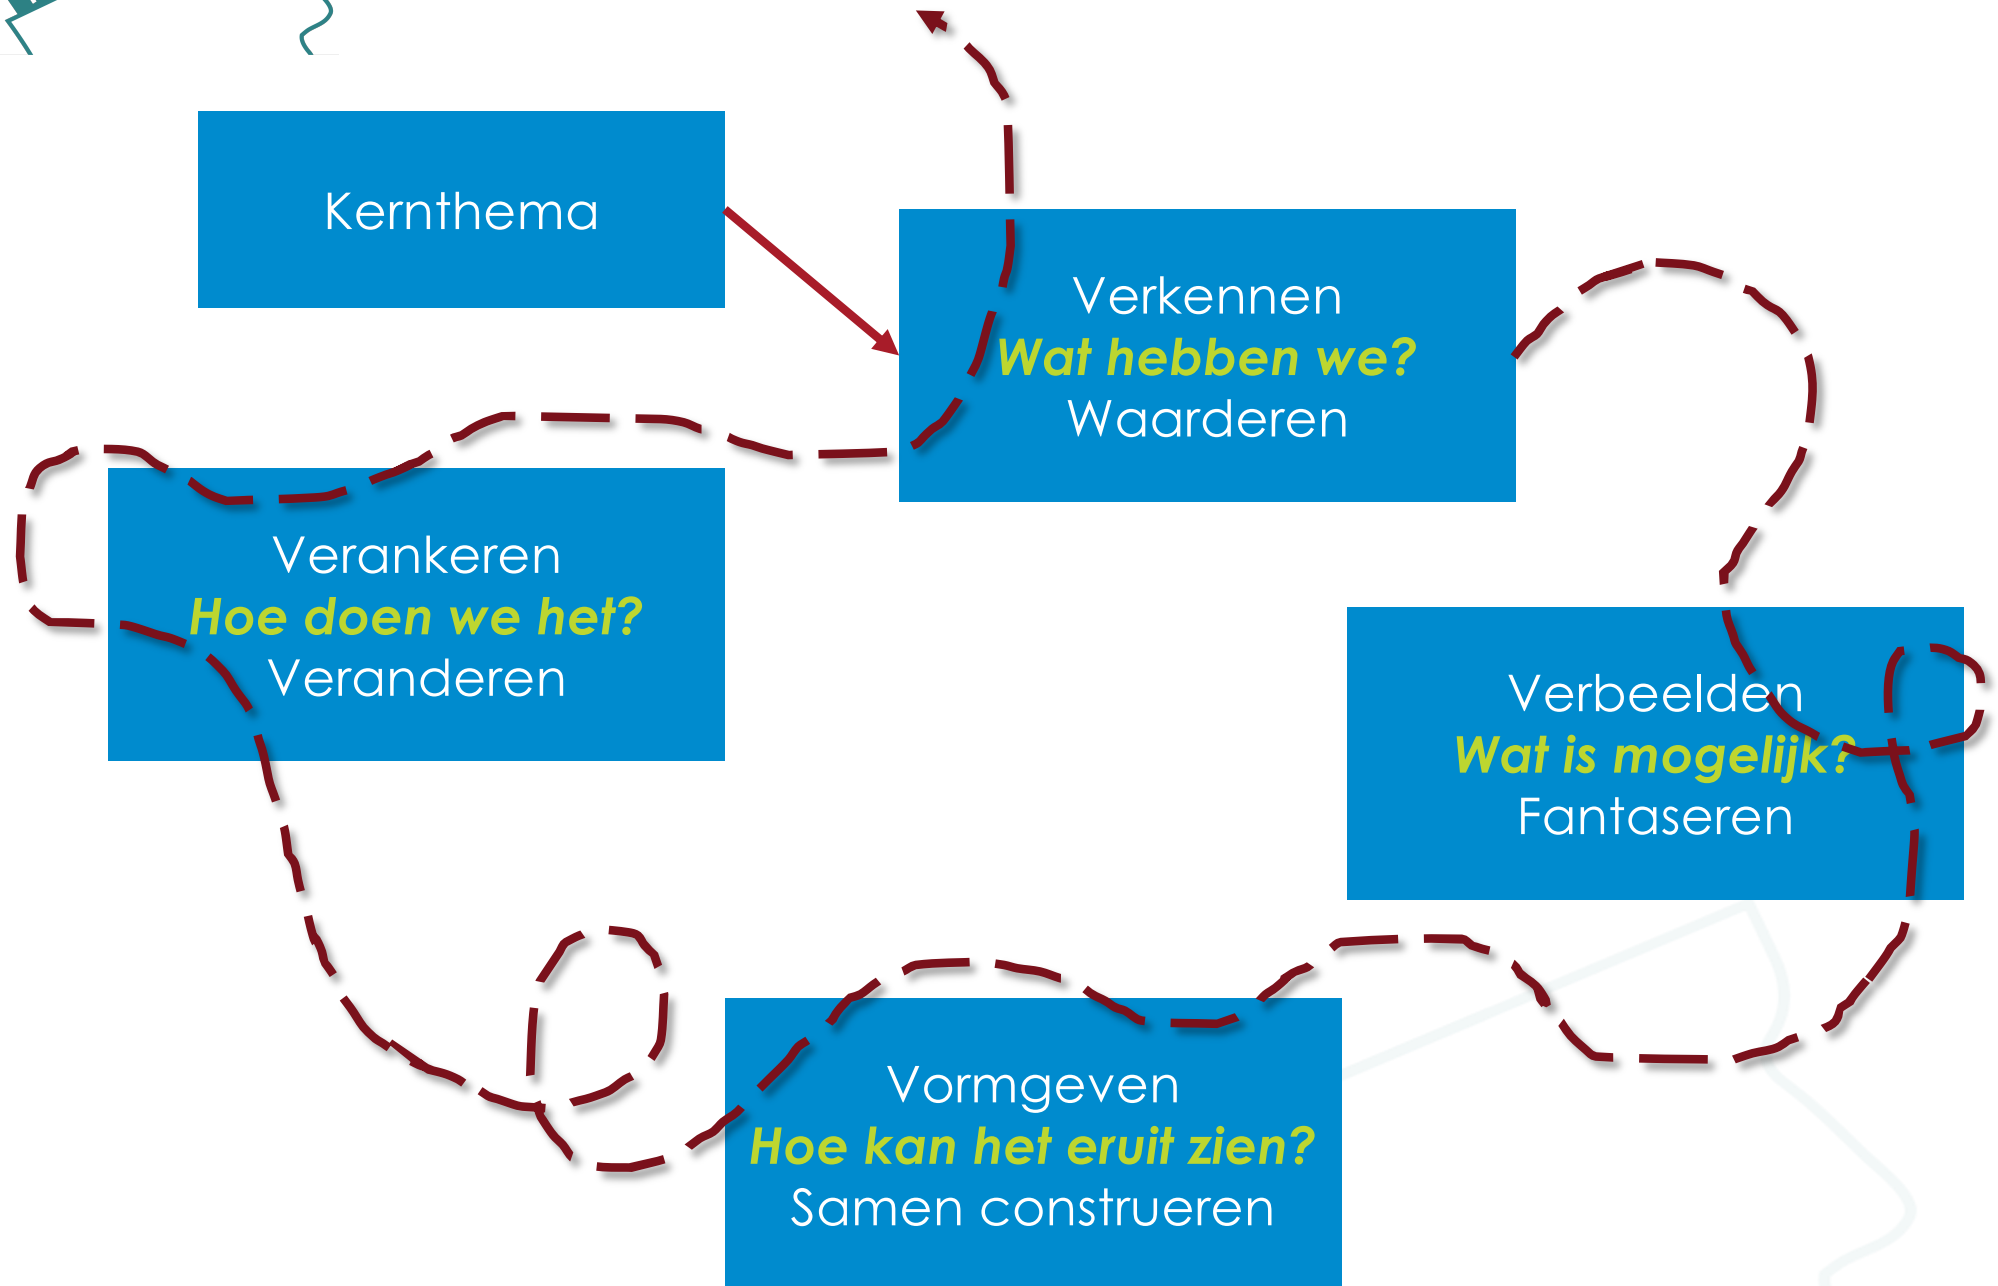 Kernthema
Verkennen
Wat hebben we?
Waarderen
Verankeren
Hoe doen we het?
Veranderen
Verbeelden
Wat is mogelijk?
Fantaseren
Vormgeven
Hoe kan het eruit zien?
Samen construeren